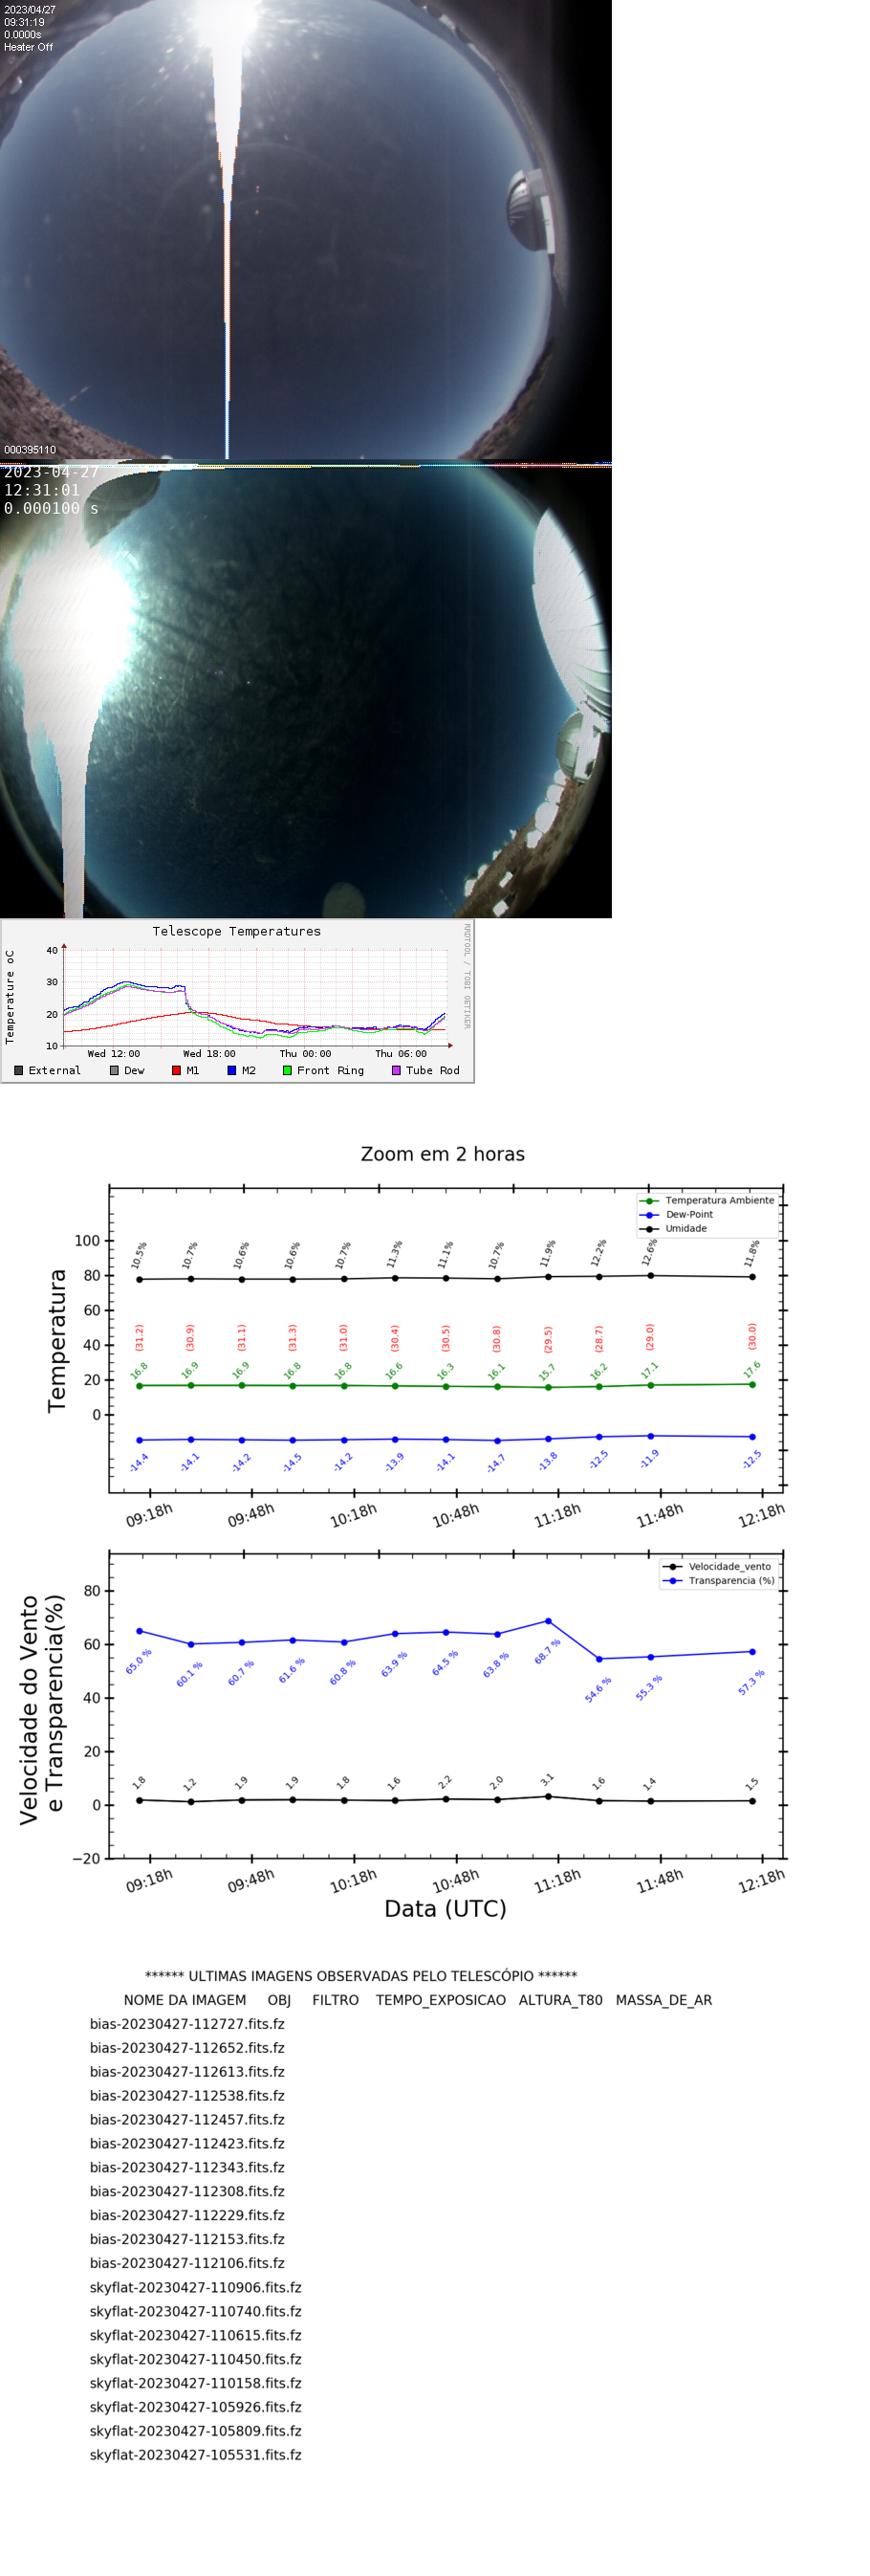 2023/04/27
09:31:19
0.0000s
Heater Off
000395110
2023-04-27
12:31:01
0.000100 s
Telescope Temperatures
RRDTOOL / TOBI OETIKER
Temperature oC
40
30
20
10
Wed 12:00 Wed 18:00 Thu 00:00 Thu 06:00
External Dew M1 M2 Front Ring Tube Rod
Zoom em 2 horas
Temperatura Ambiente
Dew-Point
Umidade
Temperatura
100
80
60
40
20
0
10.5% 10.7% 10.6% 10.6% 10.7% 11.3% 11.1% 10.7% 11.9% 12.2% 12.6% 11.8%
(31.2) (30.9) (31.1) (31.3) (31.0) (30.4) (30.5) (30.8) (29.5) (28.7) (29.0) (30.0)
16.8 16.9 16.9 16.8 16.8 16.6 16.3 16.1 15.7 16.2 17.1 17.6
-14.4 -14.1 -14.2 -14.5 -14.2 -13.9 -14.1 -14.7 -13.8 -12.5 -11.9 -12.5
09:18h 09:48h 10:18h 10:48h 11:18h 11:48h 12:18h
Velocidade_vento
Transparencia (%)
Velocidade do Vento
e Transparencia(%)
80
60
40
20
0
−20
65.0 % 60.1 % 60.7 % 61.6 % 60.8 % 63.9 % 64.5 % 63.8 % 68.7 % 54.6 % 55.3 % 57.3 %
1.8 1.2 1.9 1.9 1.8 1.6 2.2 2.0 3.1 1.6 1.4 1.5
09:18h 09:48h 10:18h 10:48h 11:18h 11:48h 12:18h
Data (UTC)
****** ULTIMAS IMAGENS OBSERVADAS PELO TELESCÓPIO ******
NOME DA IMAGEM OBJ FILTRO TEMPO_EXPOSICAO ALTURA_T80 MASSA_DE_AR
bias-20230427-112727.fits.fz
bias-20230427-112652.fits.fz
bias-20230427-112613.fits.fz
bias-20230427-112538.fits.fz
bias-20230427-112457.fits.fz
bias-20230427-112423.fits.fz
bias-20230427-112343.fits.fz
bias-20230427-112308.fits.fz
bias-20230427-112229.fits.fz
bias-20230427-112153.fits.fz
bias-20230427-112106.fits.fz
skyflat-20230427-110906.fits.fz
skyflat-20230427-110740.fits.fz
skyflat-20230427-110615.fits.fz
skyflat-20230427-110450.fits.fz
skyflat-20230427-110158.fits.fz
skyflat-20230427-105926.fits.fz
skyflat-20230427-105809.fits.fz
skyflat-20230427-105531.fits.fz